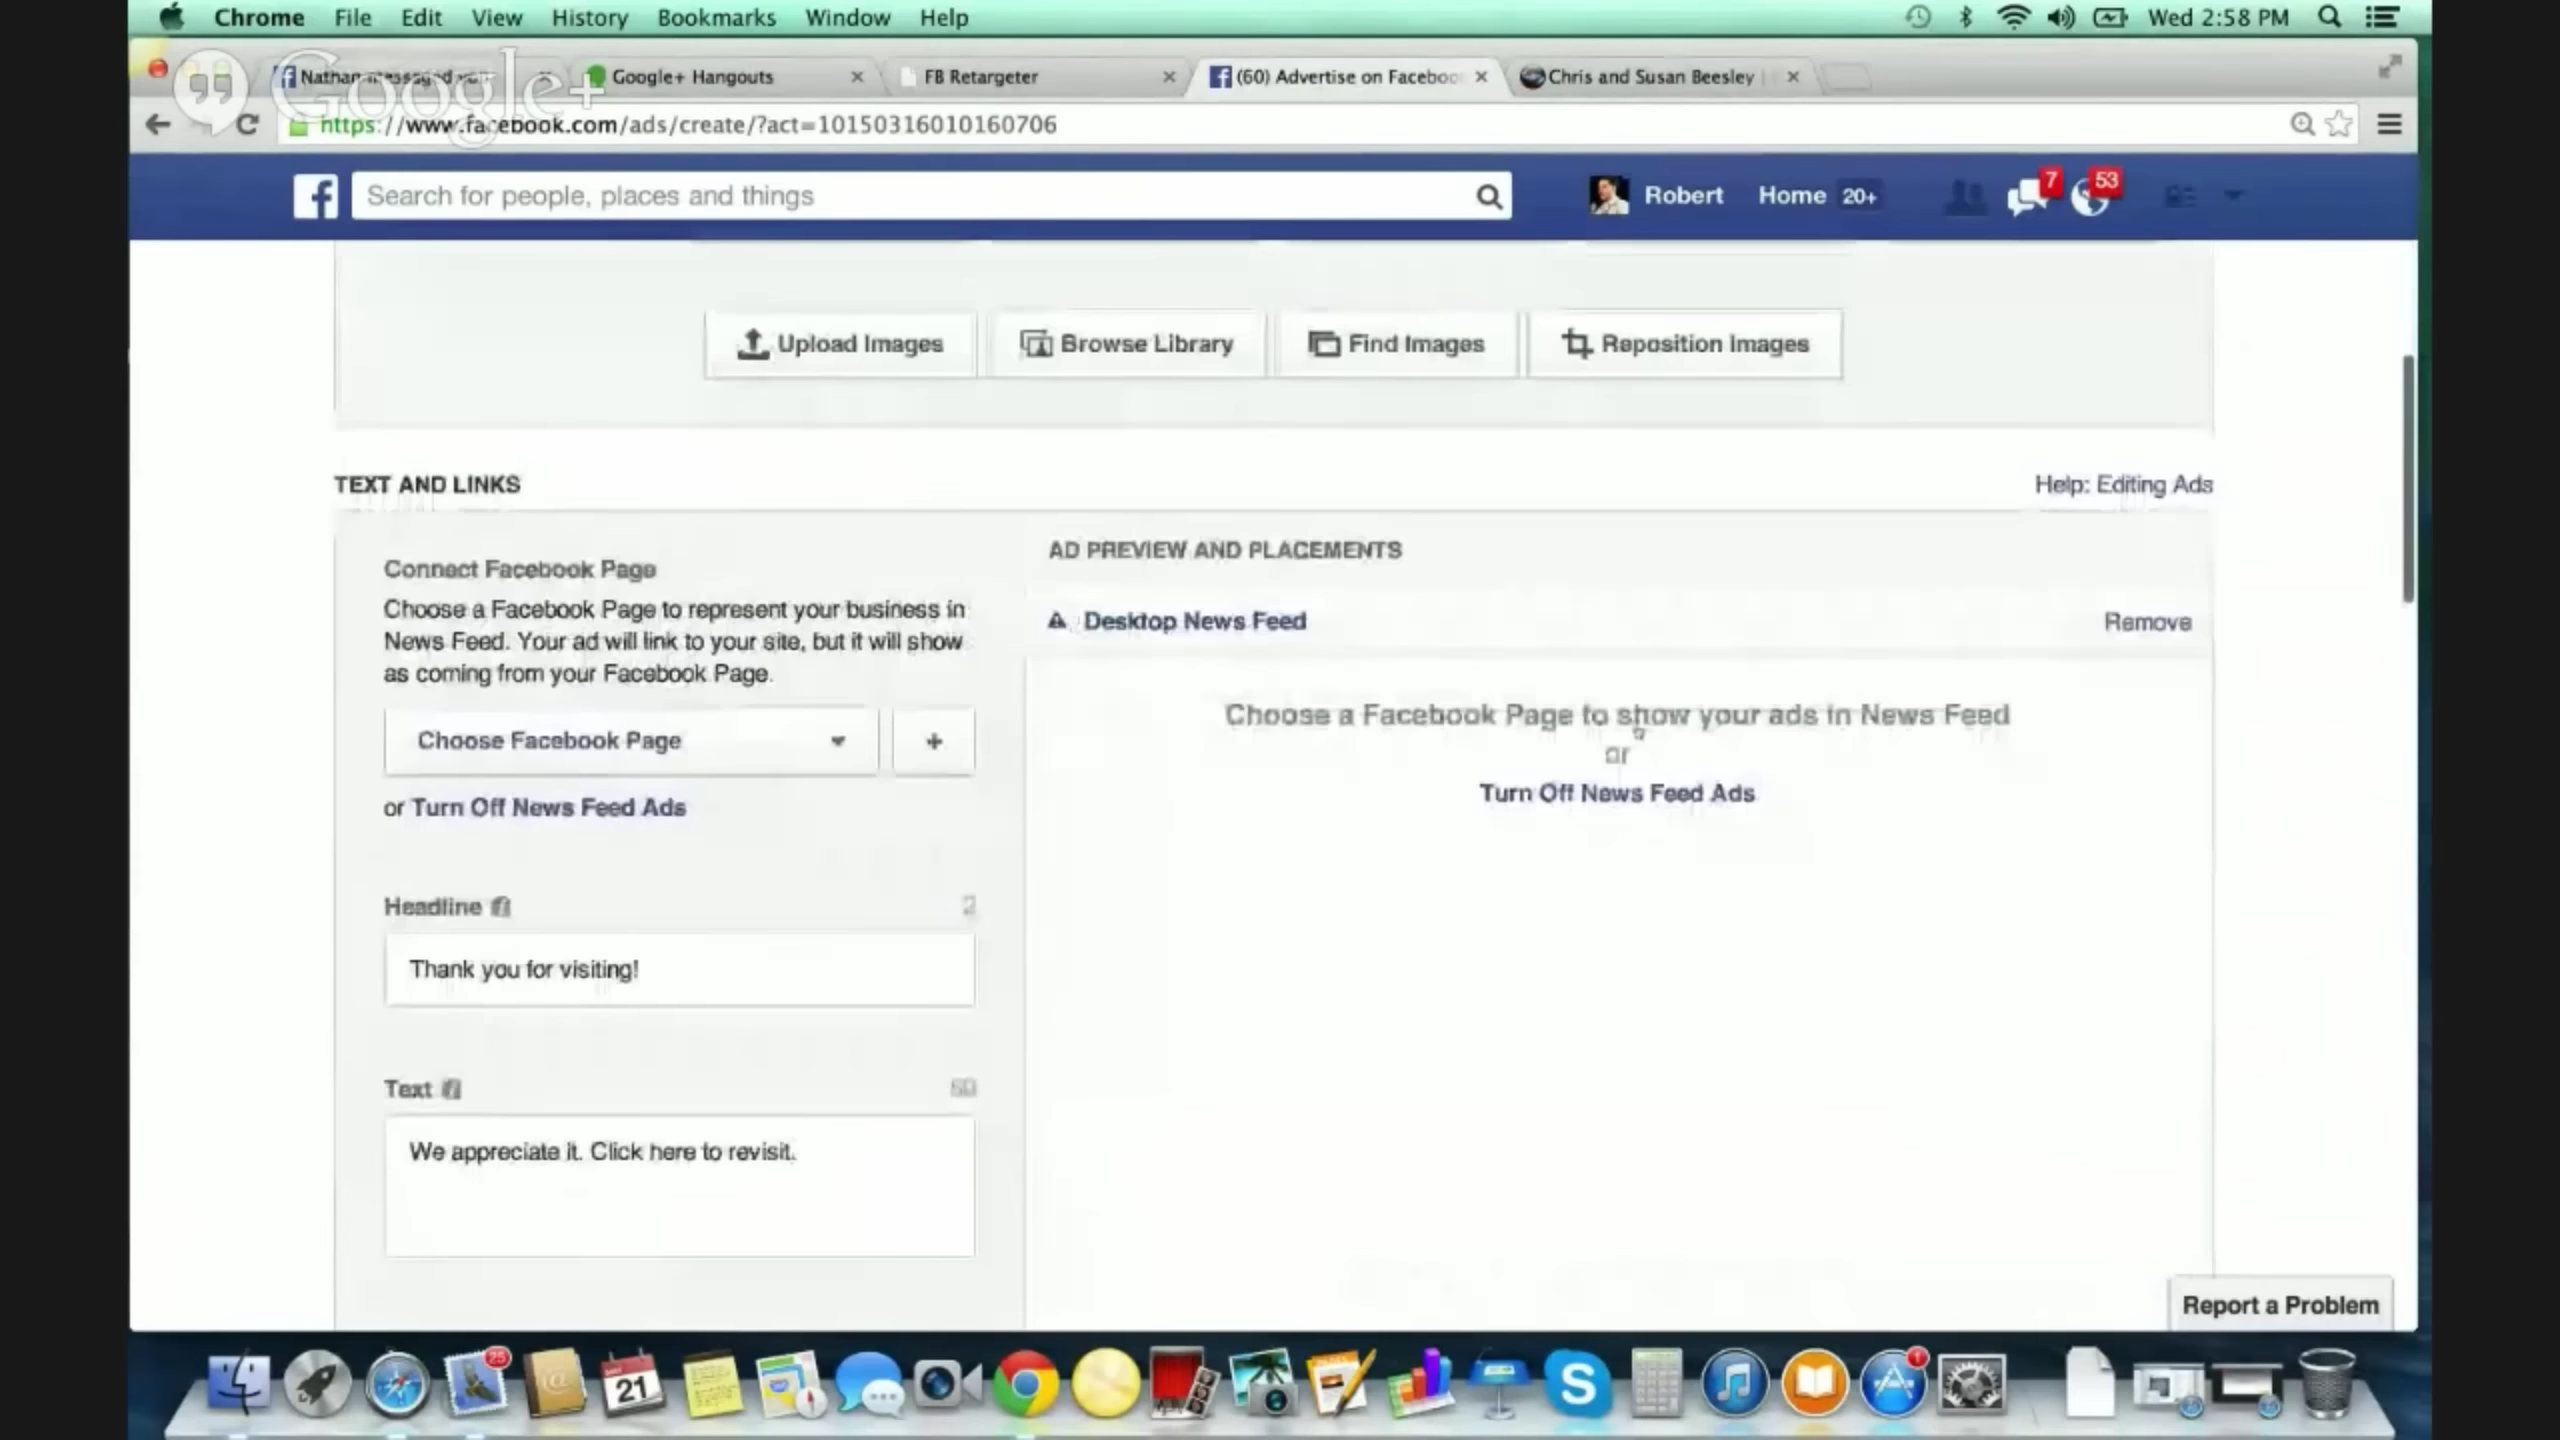 Chrome File Edit View History Bookmarks Window Help Wed 2:58 PM
Google+
Nathan messaged Google+ Hangouts FB Retargeter (60) Advertise on Faceboo Chris and Susan Beesley
https://www.facebook.com/ads/create/?act=10150316010160706
Search for people, places and things Robert Home 20+ 7 53
Upload Images Browse Library Find Images Reposition Images
TEXT AND LINKS Help: Editing Ads
Connect Facebook Page
Choose a Facebook Page to represent your business in
News Feed. Your ad will link to your site, but it will show
as coming from your Facebook Page.
Choose Facebook Page +
or Turn Off News Feed Ads
Headline 2
Thank you for visiting!
Text 50
We appreciate it. Click here to revisit.
AD PREVIEW AND PLACEMENTS
Desktop News Feed Remove
Choose a Facebook Page to show your ads in News Feed
or
Turn Off News Feed Ads
Report a Problem
25
21
1